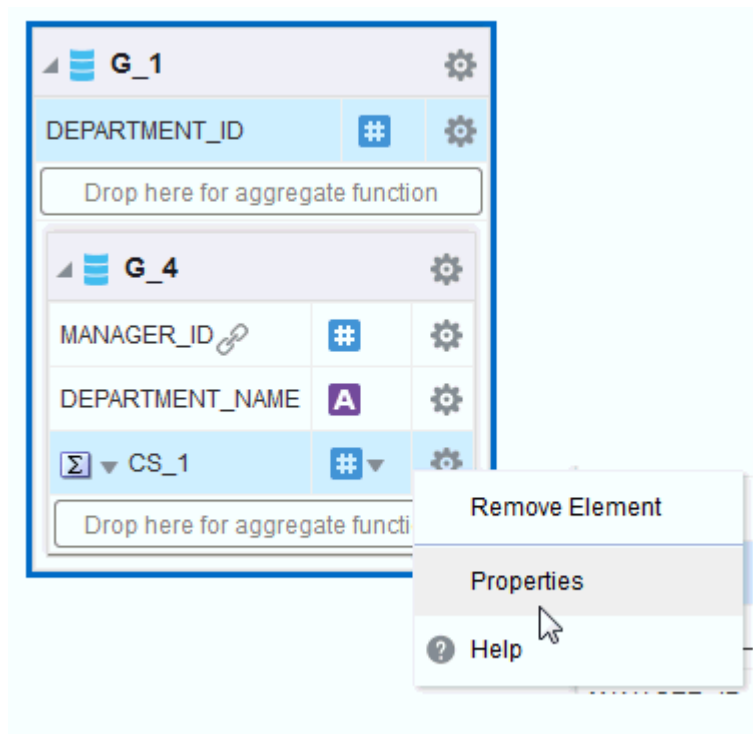 G_1
DEPARTMENT_ID #
Drop here for aggregate function
G_4
MANAGER_ID #
DEPARTMENT_NAME A
Σ CS_1 #
Drop here for aggregate functi
Remove Element
Properties
? Help